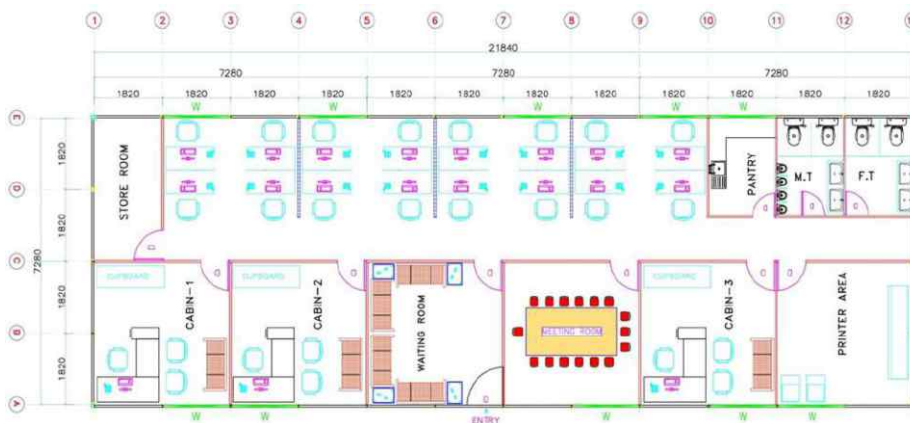 1 2 3 4 5 6 7 8 9 10 11 12
21840
7280 7280 7280
1820 1820 1820 1820 1820 1820 1820 1820 1820 1820 1820 1820
W W W W W
E
1820
STORE ROOM
PANTRY
M.T
F.T
D
1820
C
7280
CUPBOARD
CUPBOARD
CUPBOARD
1820
CABIN-1
CABIN-2
WAITING ROOM
MEETING ROOM
CABIN-3
PRINTER AREA
B
1820
A
W W W W W
ENTRY